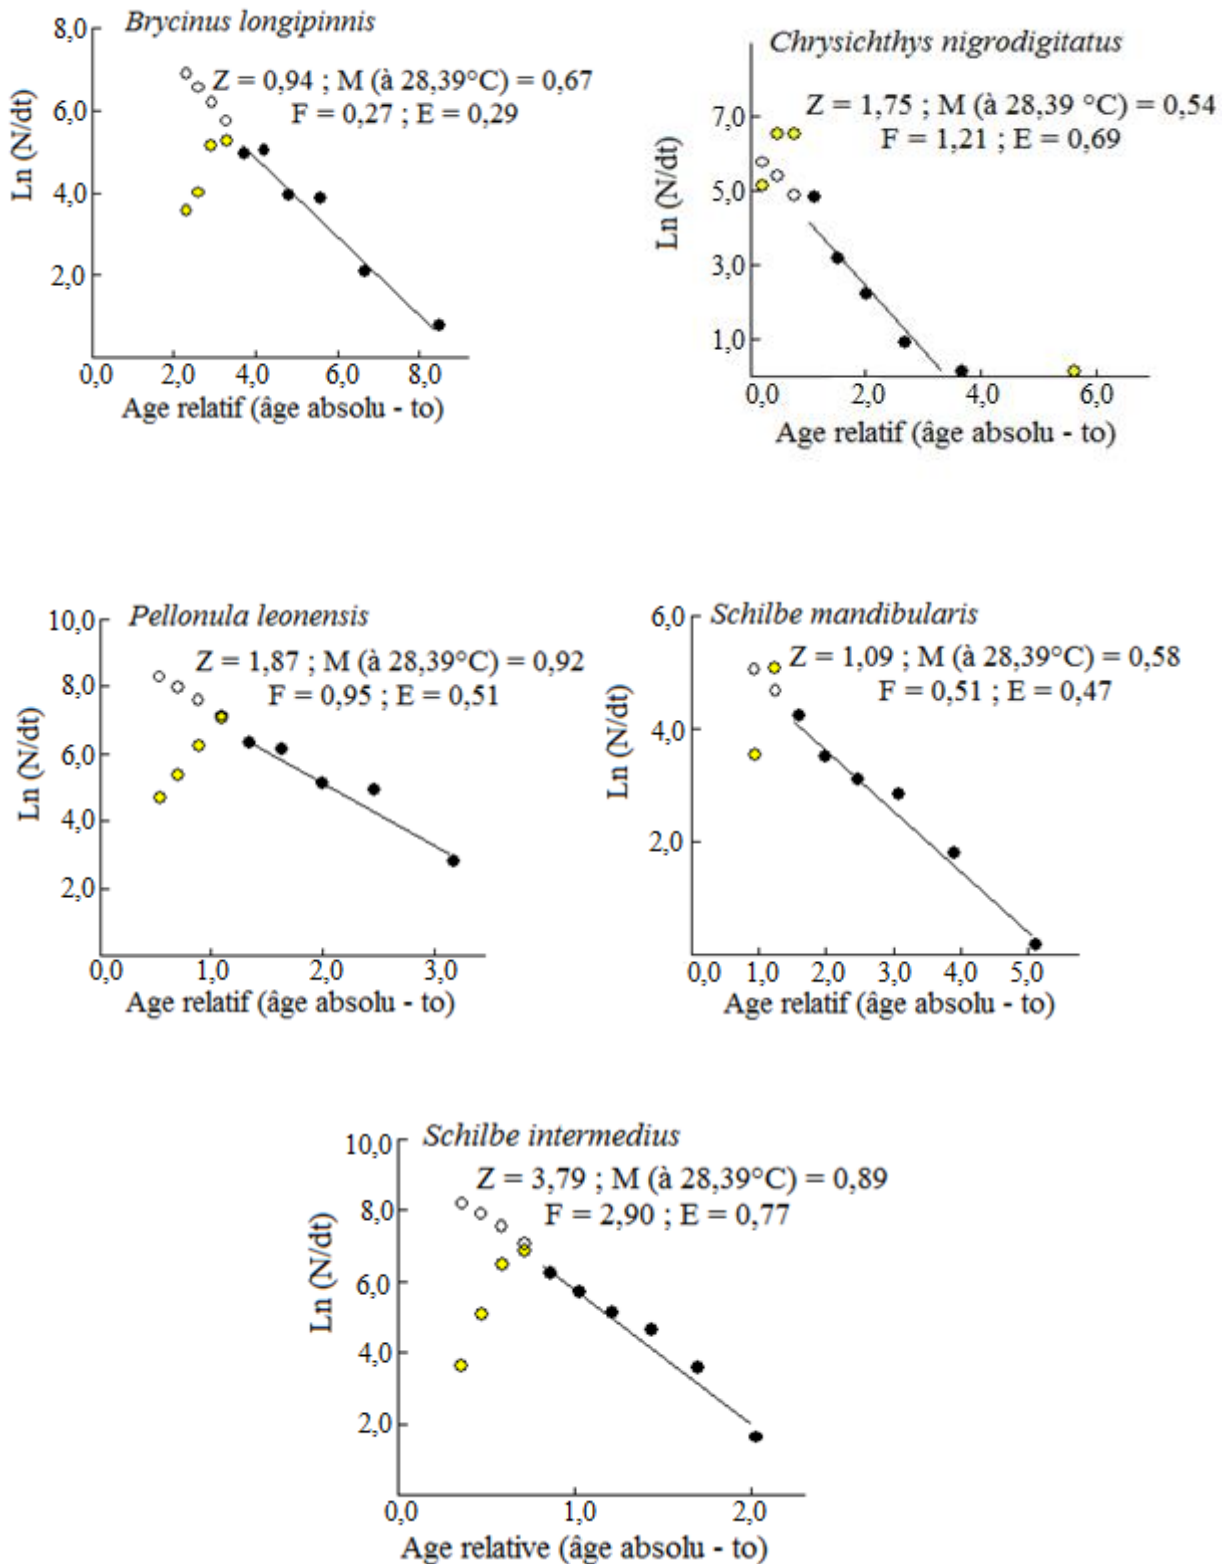 Brycinus longipinnis
8,0
Z = 0,94 ; M (à 28,39°C) = 0,67
F = 0,27 ; E = 0,29
6,0
4,0
2,0
Ln (N/dt)
0,0 2,0 4,0 6,0 8,0
Age relatif (âge absolu - to)
Chrysichthys nigrodigitatus
Z = 1,75 ; M (à 28,39 °C) = 0,54
F = 1,21 ; E = 0,69
7,0
5,0
3,0
1,0
Ln (N/dt)
0,0 2,0 4,0 6,0
Age relatif (âge absolu - to)
Pellonula leonensis
10,0
Z = 1,87 ; M (à 28,39°C) = 0,92
F = 0,95 ; E = 0,51
8,0
6,0
4,0
2,0
Ln (N/dt)
0,0 1,0 2,0 3,0
Age relatif (âge absolu - to)
Schilbe mandibularis
6,0
Z = 1,09 ; M (à 28,39°C) = 0,58
F = 0,51 ; E = 0,47
4,0
2,0
Ln (N/dt)
0,0 1,0 2,0 3,0 4,0 5,0
Age relatif (âge absolu - to)
Schilbe intermedius
10,0
Z = 3,79 ; M (à 28,39°C) = 0,89
F = 2,90 ; E = 0,77
8,0
6,0
4,0
2,0
Ln (N/dt)
0,0 1,0 2,0
Age relative (âge absolu - to)